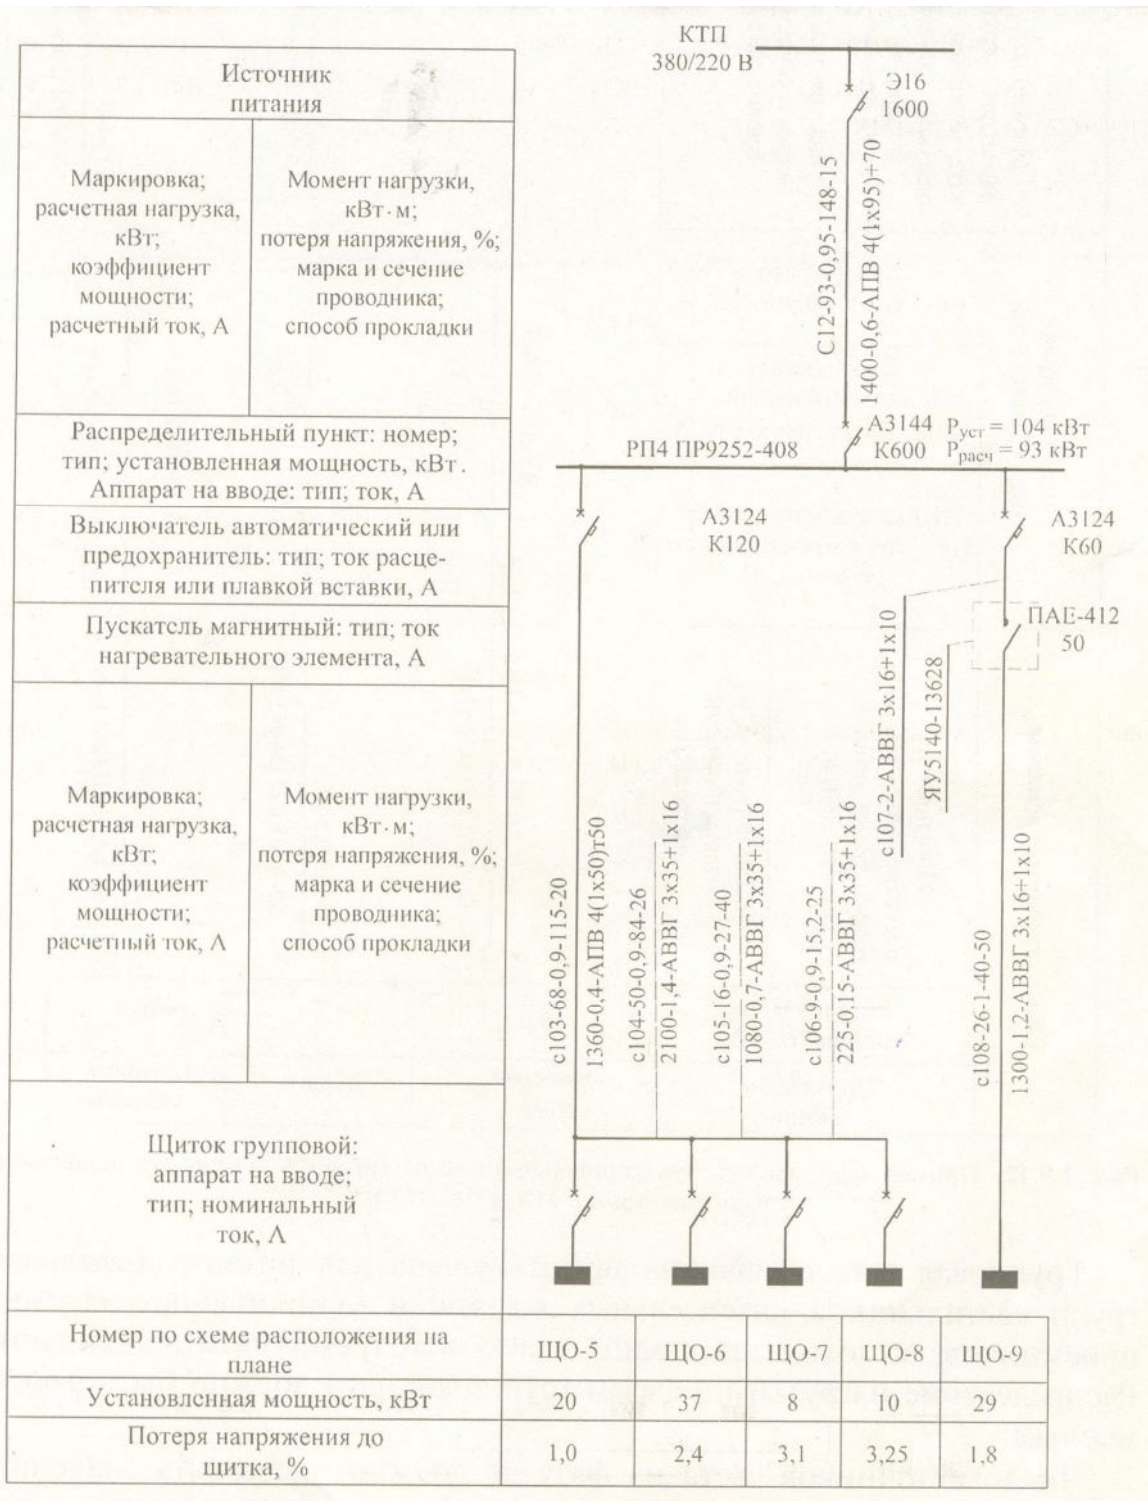 КТП
380/220 В
Э16
1600
С12-93-0,95-148-15
1400-0,6-АПВ 4(1х95)+70
Источник
питания
Маркировка;
расчетная нагрузка,
кВт;
коэффициент
мощности;
расчетный ток, А
Момент нагрузки,
кВт·м;
потеря напряжения, %;
марка и сечение
проводника;
способ прокладки
Распределительный пункт: номер;
тип; установленная мощность, кВт.
Аппарат на вводе: тип; ток, А
РП4 ПР9252-408
А3144
К600
Руст = 104 кВт
Ррасч = 93 кВт
Выключатель автоматический или
предохранитель: тип; ток расце-
пителя или плавкой вставки, А
А3124
К120
А3124
К60
Пускатель магнитный: тип; ток
нагревательного элемента, А
ПАЕ-412
50
с107-2-АВВГ 3х16+1х10
ЯУ5140-13628
Маркировка;
расчетная нагрузка,
кВт;
коэффициент
мощности;
расчетный ток, А
Момент нагрузки,
кВт·м;
потеря напряжения, %;
марка и сечение
проводника;
способ прокладки
с103-68-0,9-115-20
1360-0,4-АПВ 4(1х50)т50
с104-50-0,9-84-26
2100-1,4-АВВГ 3х35+1х16
с105-16-0,9-27-40
1080-0,7-АВВГ 3х35+1х16
с106-9-0,9-15,2-25
225-0,15-АВВГ 3х35+1х16
с108-26-1-40-50
1300-1,2-АВВГ 3х16+1х10
Щиток групповой:
аппарат на вводе;
тип; номинальный
ток, А
Номер по схеме расположения на
плане
ЩО-5 ЩО-6 ЩО-7 ЩО-8 ЩО-9
Установленная мощность, кВт
20 37 8 10 29
Потеря напряжения до
щитка, %
1,0 2,4 3,1 3,25 1,8